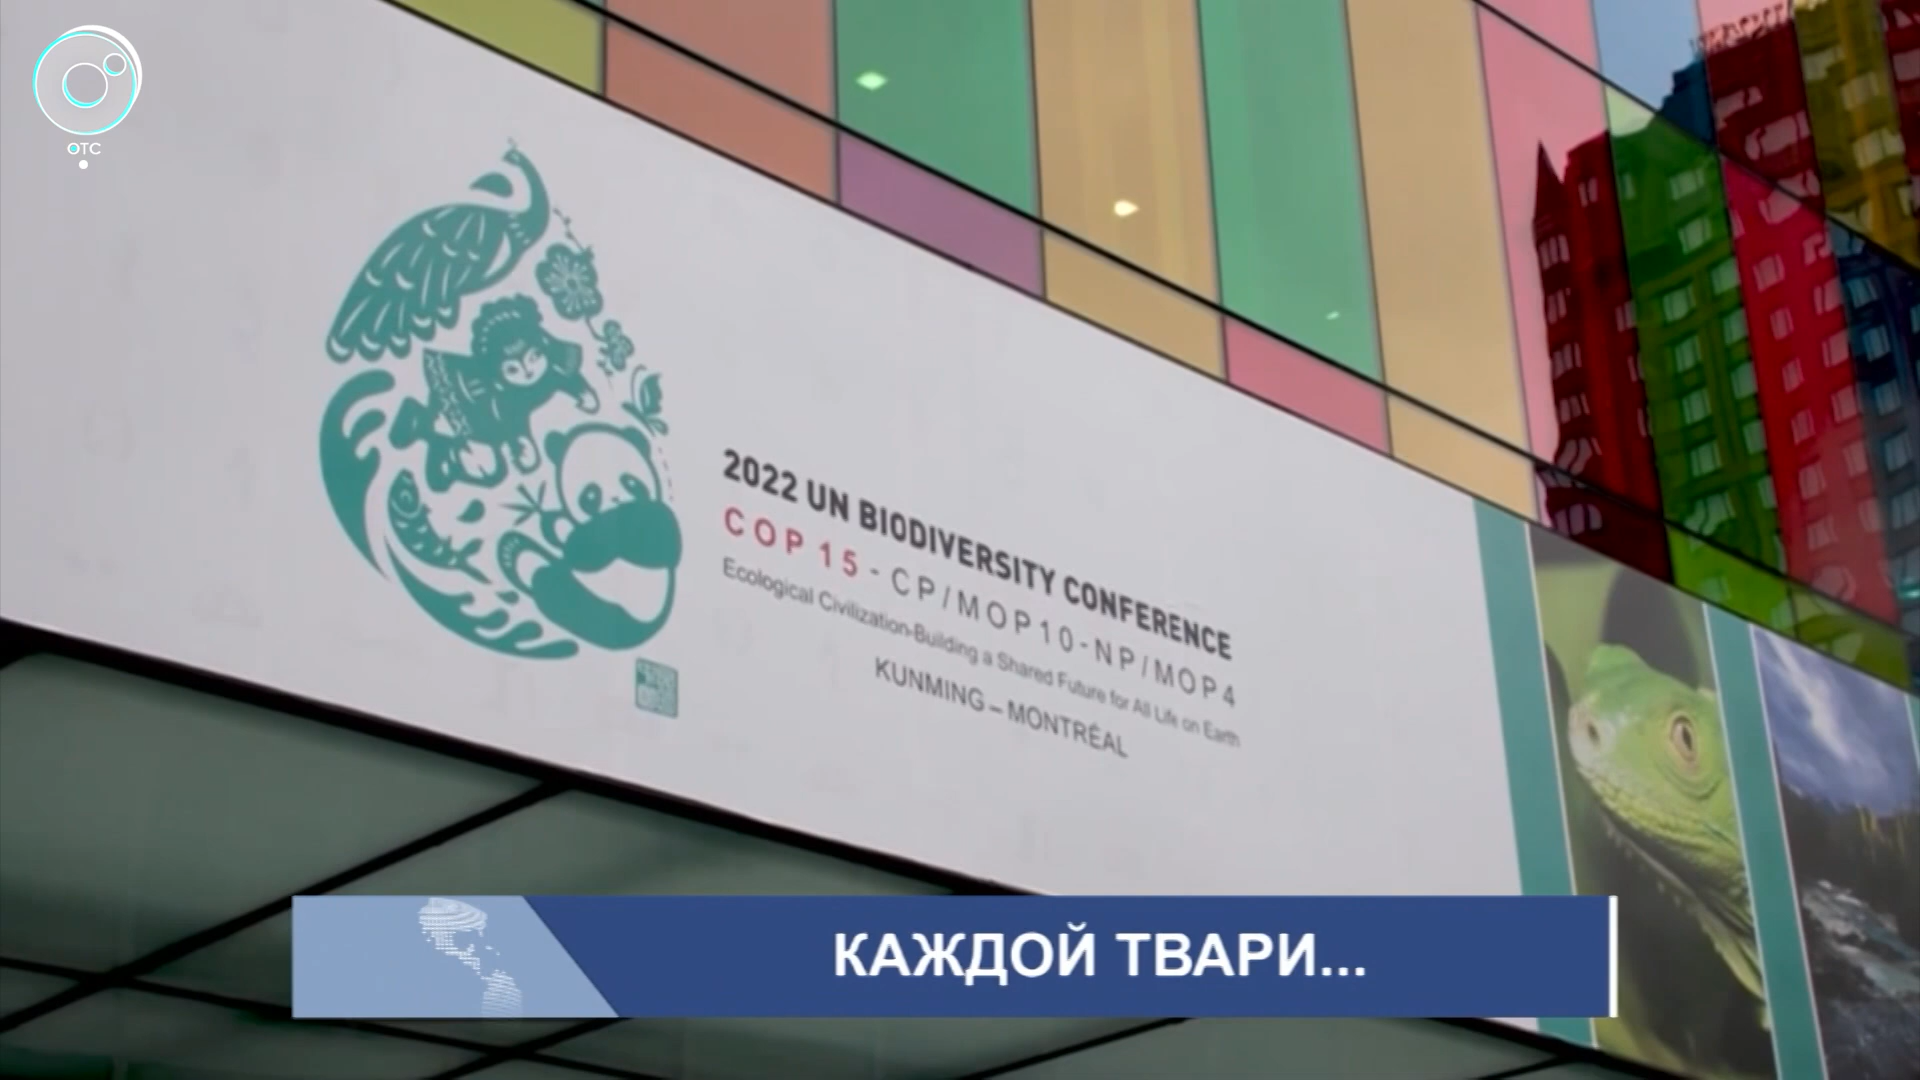 ОТС
2022 UN BIODIVERSITY CONFERENCE
COP 15 - CP/MOP10-NP/MOP4
Ecological Civilization-Building a Shared Future for All Life on Earth
KUNMING – MONTRÉAL
КАЖДОЙ ТВАРИ...